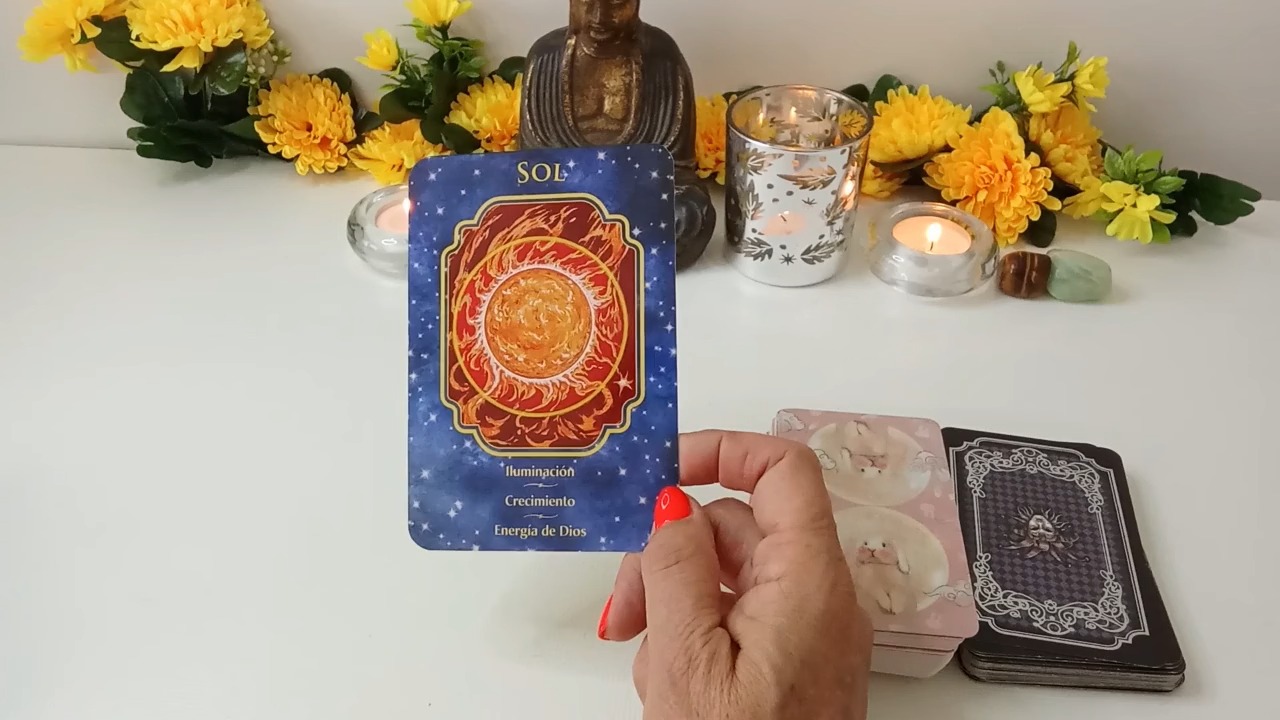 SOL
Iluminación
Crecimiento
Energía de Dios